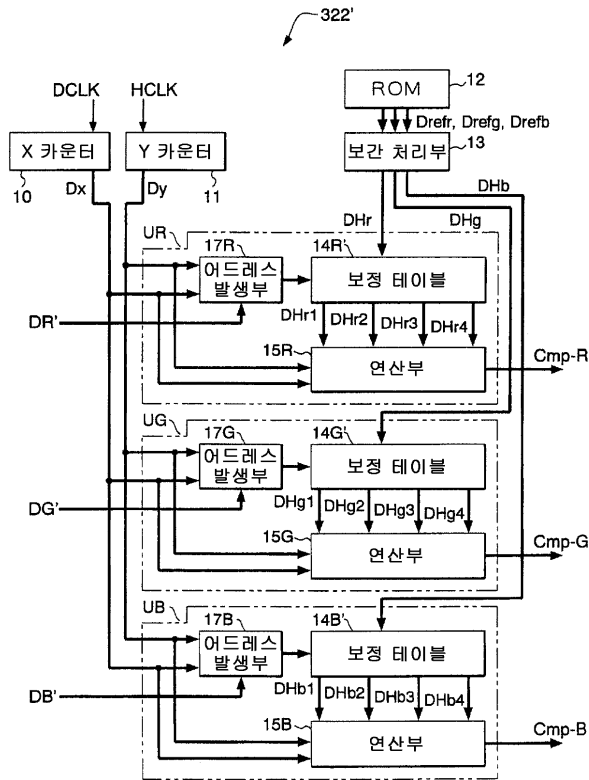 322'
DCLK
HCLK
ROM
12
Drefr, Drefg, Drefb
X 카운터
Y 카운터
보간 처리부
13
10
Dx
Dy
11
DHb
DHr
DHg
UR
17R
14R'
어드레스
발생부
보정 테이블
DR'
DHr1
DHr2
DHr3
DHr4
15R
연산부
Cmp-R
UG
17G
14G'
어드레스
발생부
보정 테이블
DG'
DHg1
DHg2
DHg3
DHg4
15G
연산부
Cmp-G
UB
17B
14B'
어드레스
발생부
보정 테이블
DB'
DHb1
DHb2
DHb3
DHb4
15B
연산부
Cmp-B